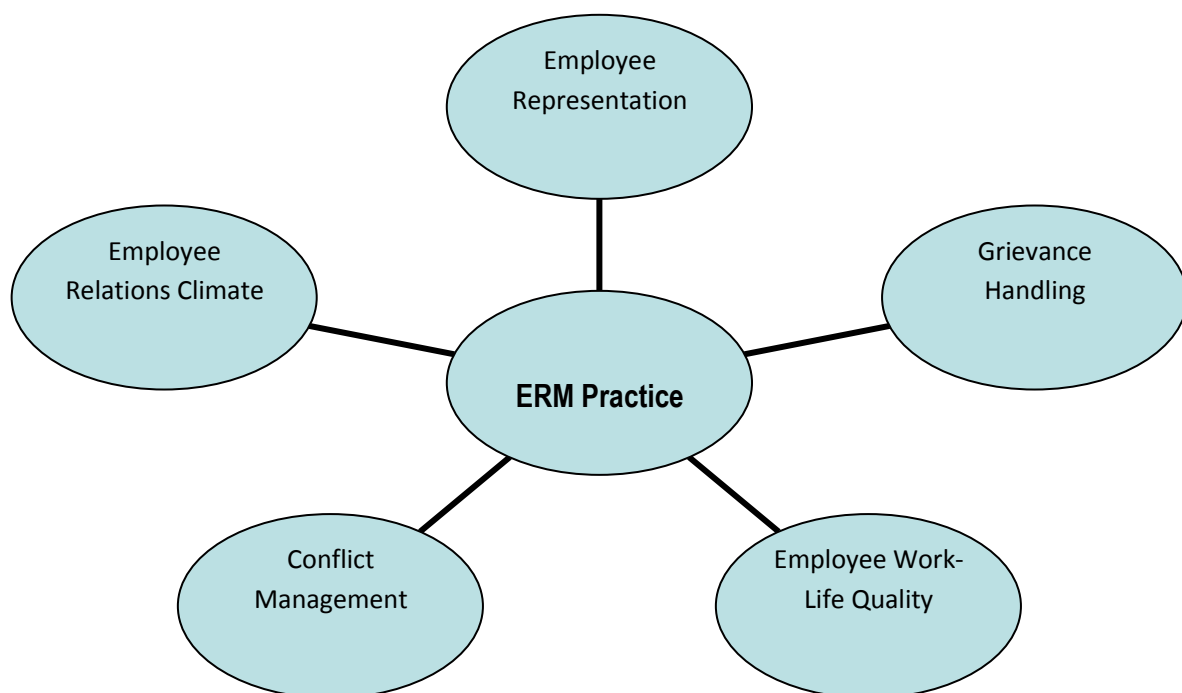 Employee
Representation
Employee
Relations Climate
Grievance
Handling
ERM Practice
Conflict
Management
Employee Work-
Life Quality